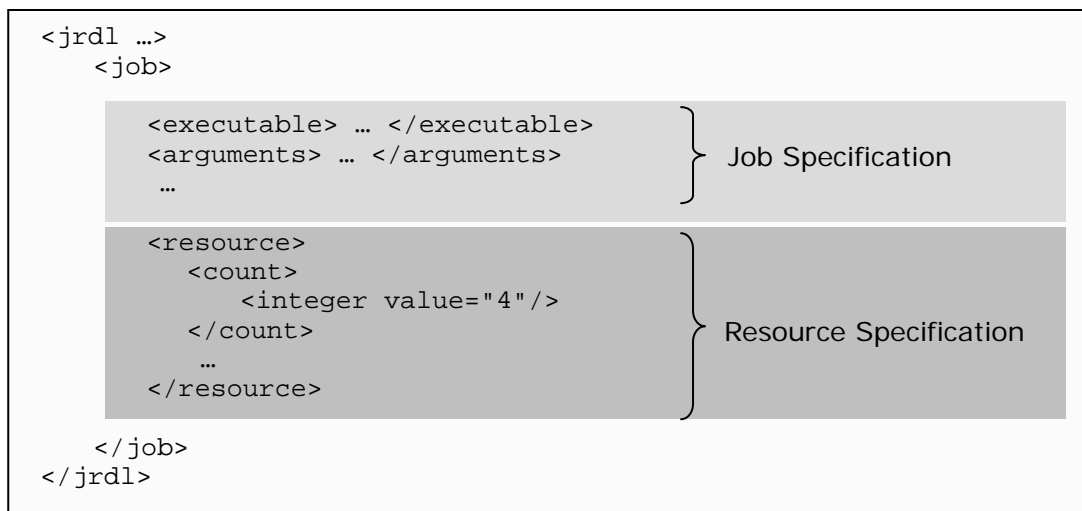 <jrdl …>
<job>
<executable> … </executable>
<arguments> … </arguments>
…
Job Specification
<resource>
<count>
<integer value="4"/>
</count>
…
</resource>
Resource Specification
</job>
</jrdl>